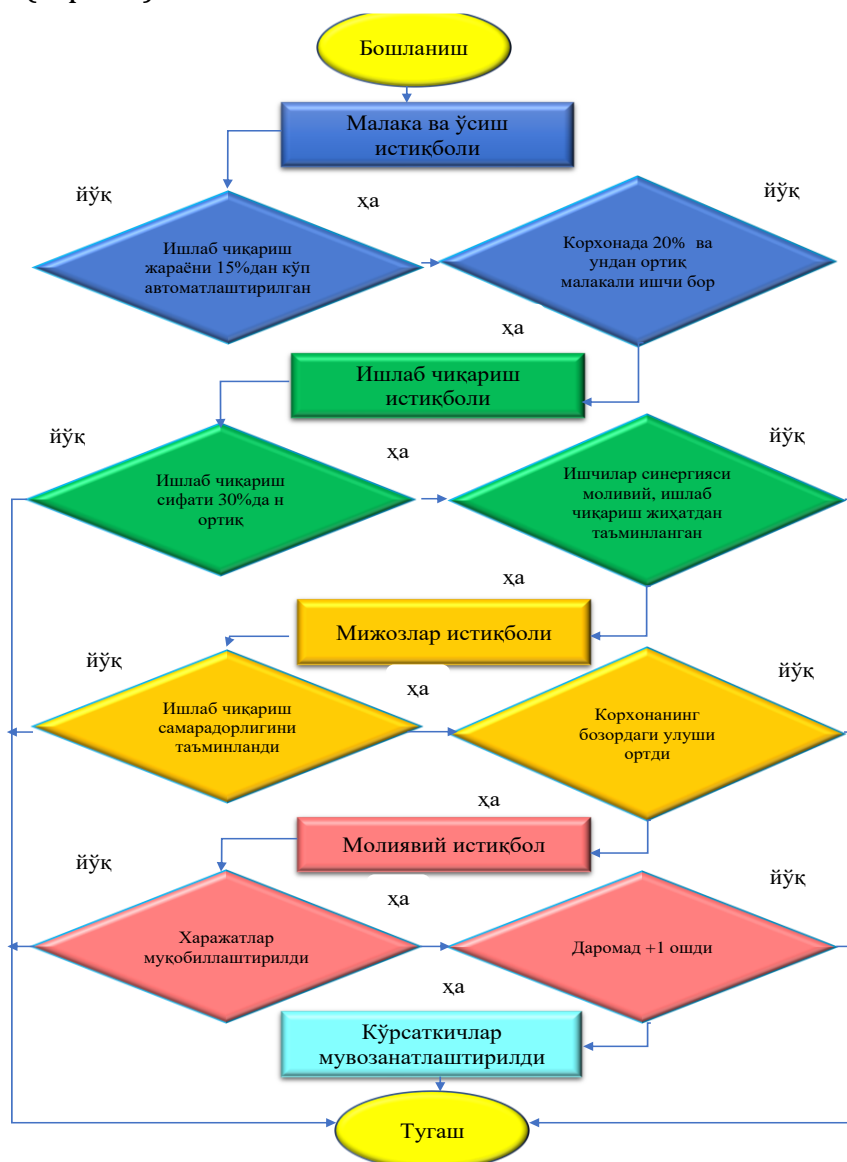 Бошланиш
Малака ва ўсиш
истиқболи
йўқ
ҳа
йўқ
Ишлаб чиқариш
жараёни 15%дан кўп
автоматлаштирилган
Корхонада 20% ва
ундан ортиқ
малакали ишчи бор
ҳа
Ишлаб чиқариш
истиқболи
йўқ
ҳа
йўқ
Ишлаб чиқариш
сифати 30%да н
ортиқ
Ишчилар синергияси
моливий, ишлаб
чиқариш жиҳатдан
таъминланган
ҳа
Мижозлар истиқболи
йўқ
ҳа
йўқ
Ишлаб чиқариш
самарадорлигини
таъминланди
Корхонанинг
бозордаги улуши
ортди
ҳа
Молиявий истиқбол
йўқ
ҳа
йўқ
Харажатлар
муқобиллаштирилди
Даромад +1 ошди
ҳа
Кўрсаткичлар
мувозанатлаштирилди
Тугаш